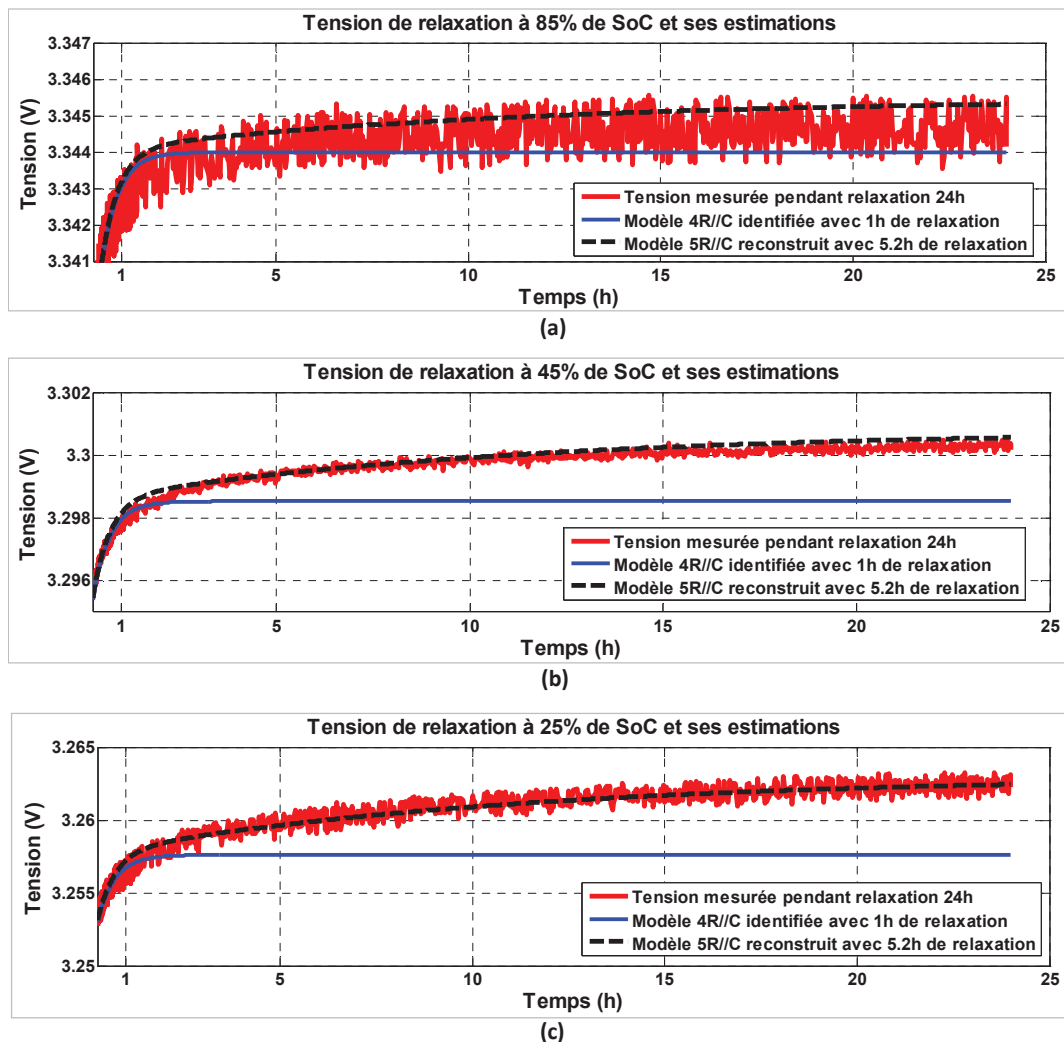 Tension de relaxation à 85% de SoC et ses estimations
3.347
3.346
3.345
3.344
3.343
3.342
3.341
Tension (V)
Tension mesurée pendant relaxation 24h
Modèle 4R//C identifiée avec 1h de relaxation
Modèle 5R//C reconstruit avec 5.2h de relaxation
1 5 10 15 20 25
Temps (h)
(a)
Tension de relaxation à 45% de SoC et ses estimations
3.302
3.3
3.298
3.296
Tension (V)
Tension mesurée pendant relaxation 24h
Modèle 4R//C identifiée avec 1h de relaxation
Modèle 5R//C reconstruit avec 5.2h de relaxation
1 5 10 15 20 25
Temps (h)
(b)
Tension de relaxation à 25% de SoC et ses estimations
3.265
3.26
3.255
3.25
Tension (V)
Tension mesurée pendant relaxation 24h
Modèle 4R//C identifiée avec 1h de relaxation
Modèle 5R//C reconstruit avec 5.2h de relaxation
1 5 10 15 20 25
Temps (h)
(c)